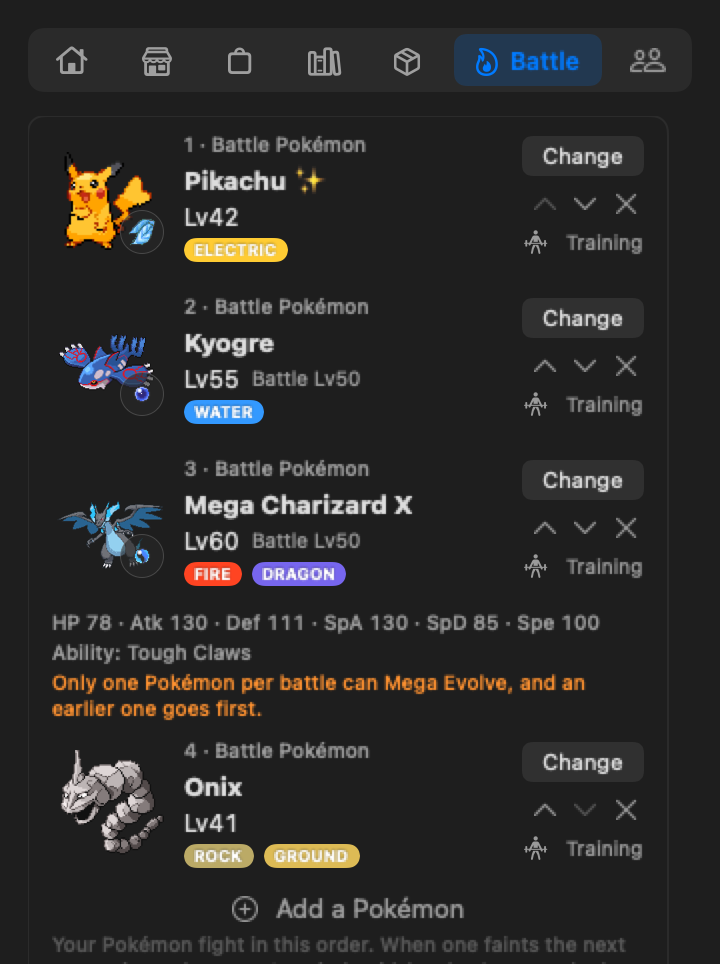 Battle
1 · Battle Pokémon
Change
Pikachu ✨
Lv42
Training
ELECTRIC
2 · Battle Pokémon
Change
Kyogre
Lv55 Battle Lv50
Training
WATER
3 · Battle Pokémon
Change
Mega Charizard X
Lv60 Battle Lv50
Training
FIRE DRAGON
HP 78 · Atk 130 · Def 111 · SpA 130 · SpD 85 · Spe 100
Ability: Tough Claws
Only one Pokémon per battle can Mega Evolve, and an
earlier one goes first.
4 · Battle Pokémon
Change
Onix
Lv41
Training
ROCK GROUND
Add a Pokémon
Your Pokémon fight in this order. When one faints the next